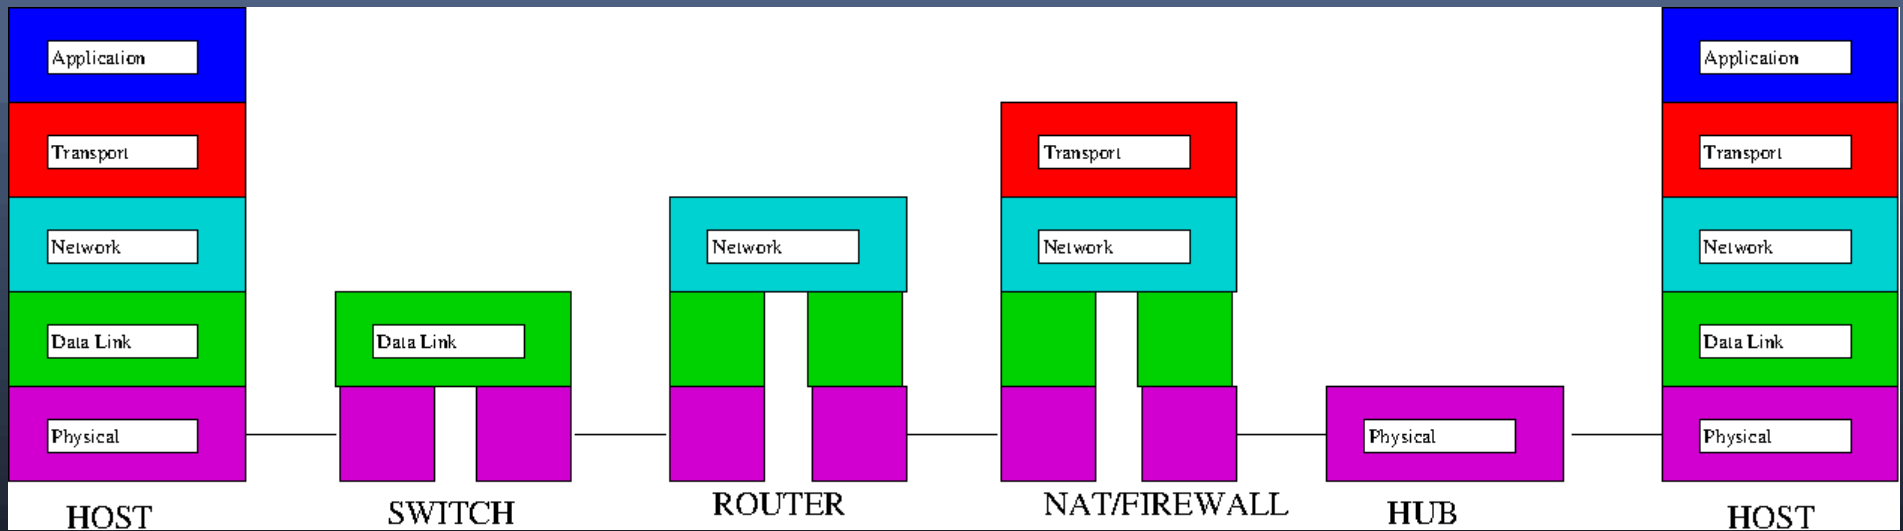 Application
Transport
Network
Data Link
Physical
HOST
Data Link
SWITCH
Network
ROUTER
Transport
Network
NAT/FIREWALL
Physical
HUB
Application
Transport
Network
Data Link
Physical
HOST